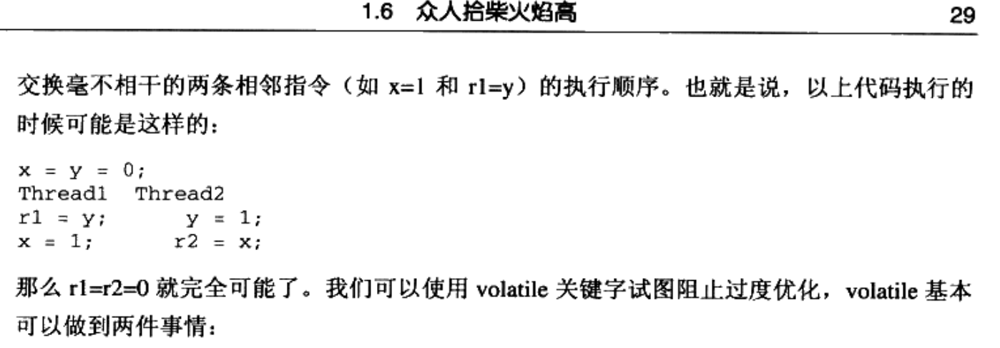 1.6 众人拾柴火焰高 29
交换毫不相干的两条相邻指令（如 x=1 和 r1=y）的执行顺序。也就是说，以上代码执行的
时候可能是这样的：
x = y = 0;
Thread1 Thread2
r1 = y; y = 1;
x = 1; r2 = x;
那么 r1=r2=0 就完全可能了。我们可以使用 volatile 关键字试图阻止过度优化，volatile 基本
可以做到两件事情：